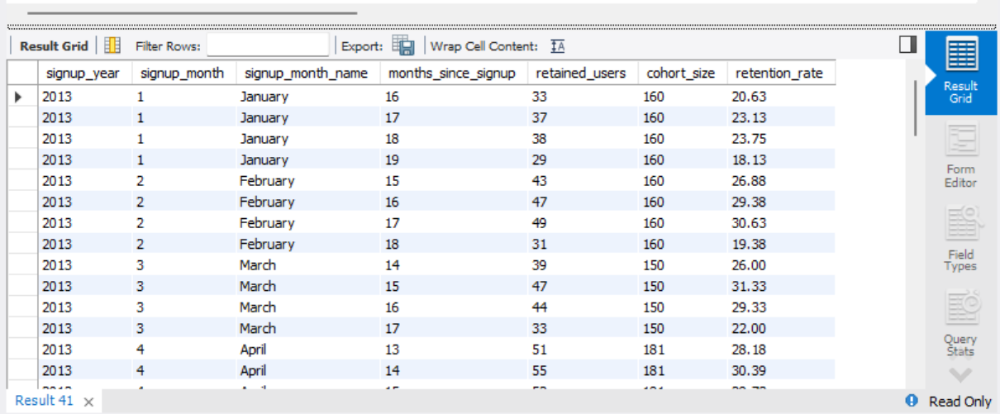 Result Grid Filter Rows: Export: Wrap Cell Content: IA
signup_year signup_month signup_month_name months_since_signup retained_users cohort_size retention_rate
2013 1 January 16 33 160 20.63
2013 1 January 17 37 160 23.13
2013 1 January 18 38 160 23.75
2013 1 January 19 29 160 18.13
2013 2 February 15 43 160 26.88
2013 2 February 16 47 160 29.38
2013 2 February 17 49 160 30.63
2013 2 February 18 31 160 19.38
2013 3 March 14 39 150 26.00
2013 3 March 15 47 150 31.33
2013 3 March 16 44 150 29.33
2013 3 March 17 33 150 22.00
2013 4 April 13 51 181 28.18
2013 4 April 14 55 181 30.39
Result
Grid
Form
Editor
Field
Types
Query
Stats
Result 41
Read Only